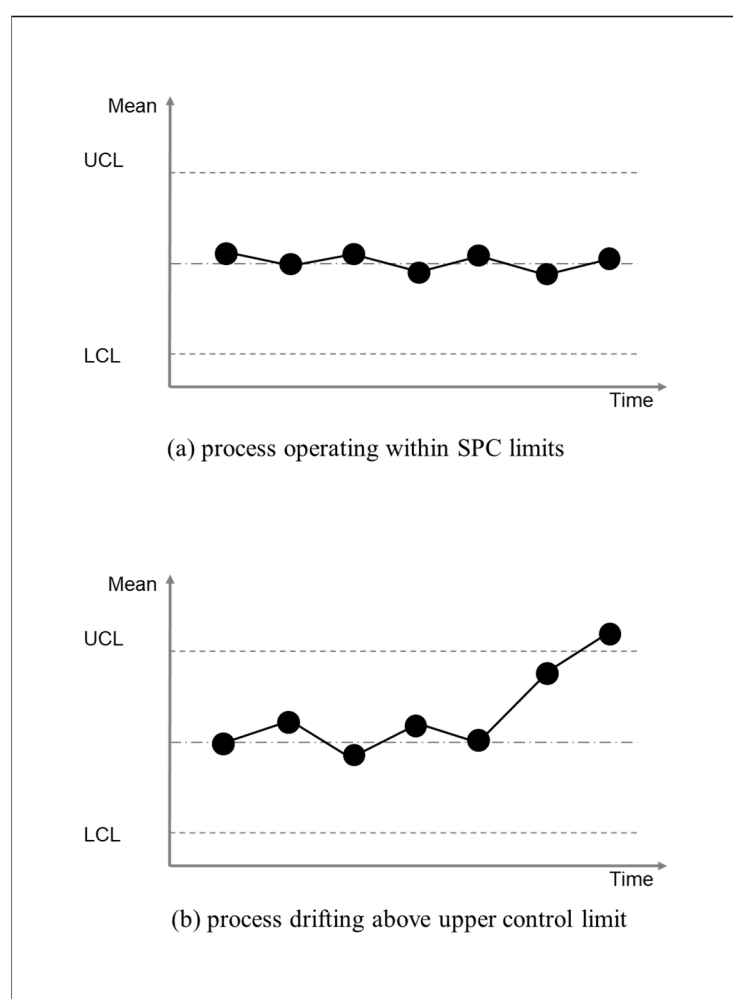 Mean
UCL
LCL
Time
(a) process operating within SPC limits
Mean
UCL
LCL
Time
(b) process drifting above upper control limit